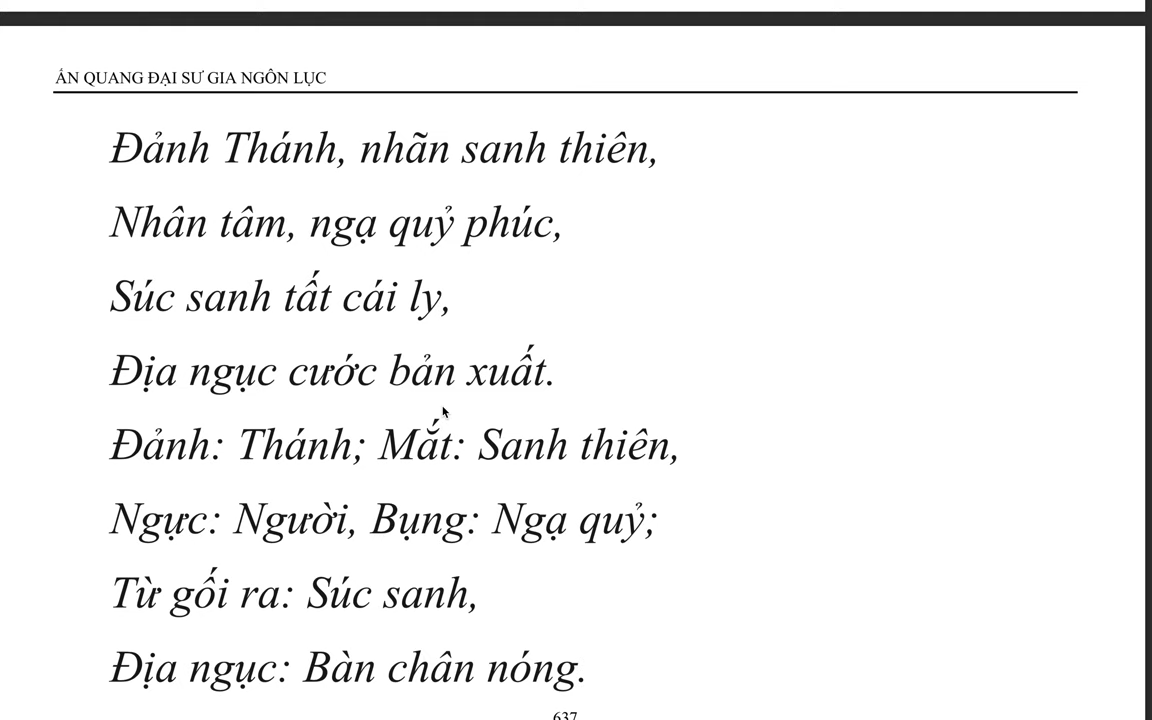 ẤN QUANG ĐẠI SƯ GIA NGÔN LỤC
Đảnh Thánh, nhãn sanh thiên,
Nhân tâm, ngạ quỷ phúc,
Súc sanh tất cái ly,
Địa ngục cước bản xuất.
Đảnh: Thánh; Mắt: Sanh thiên,
Ngực: Người, Bụng: Ngạ quỷ;
Từ gối ra: Súc sanh,
Địa ngục: Bàn chân nóng.
637